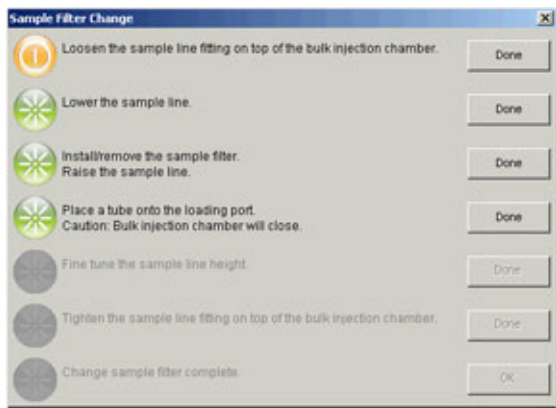 Sample Filter Change
Loosen the sample line fitting on top of the bulk injection chamber.
Done
Lower the sample line.
Done
Install/remove the sample filter.
Raise the sample line.
Done
Place a tube onto the loading port.
Caution: Bulk injection chamber will close.
Done
Fine tune the sample line height.
Done
Tighten the sample line fitting on top of the bulk injection chamber.
Done
Change sample filter complete.
OK